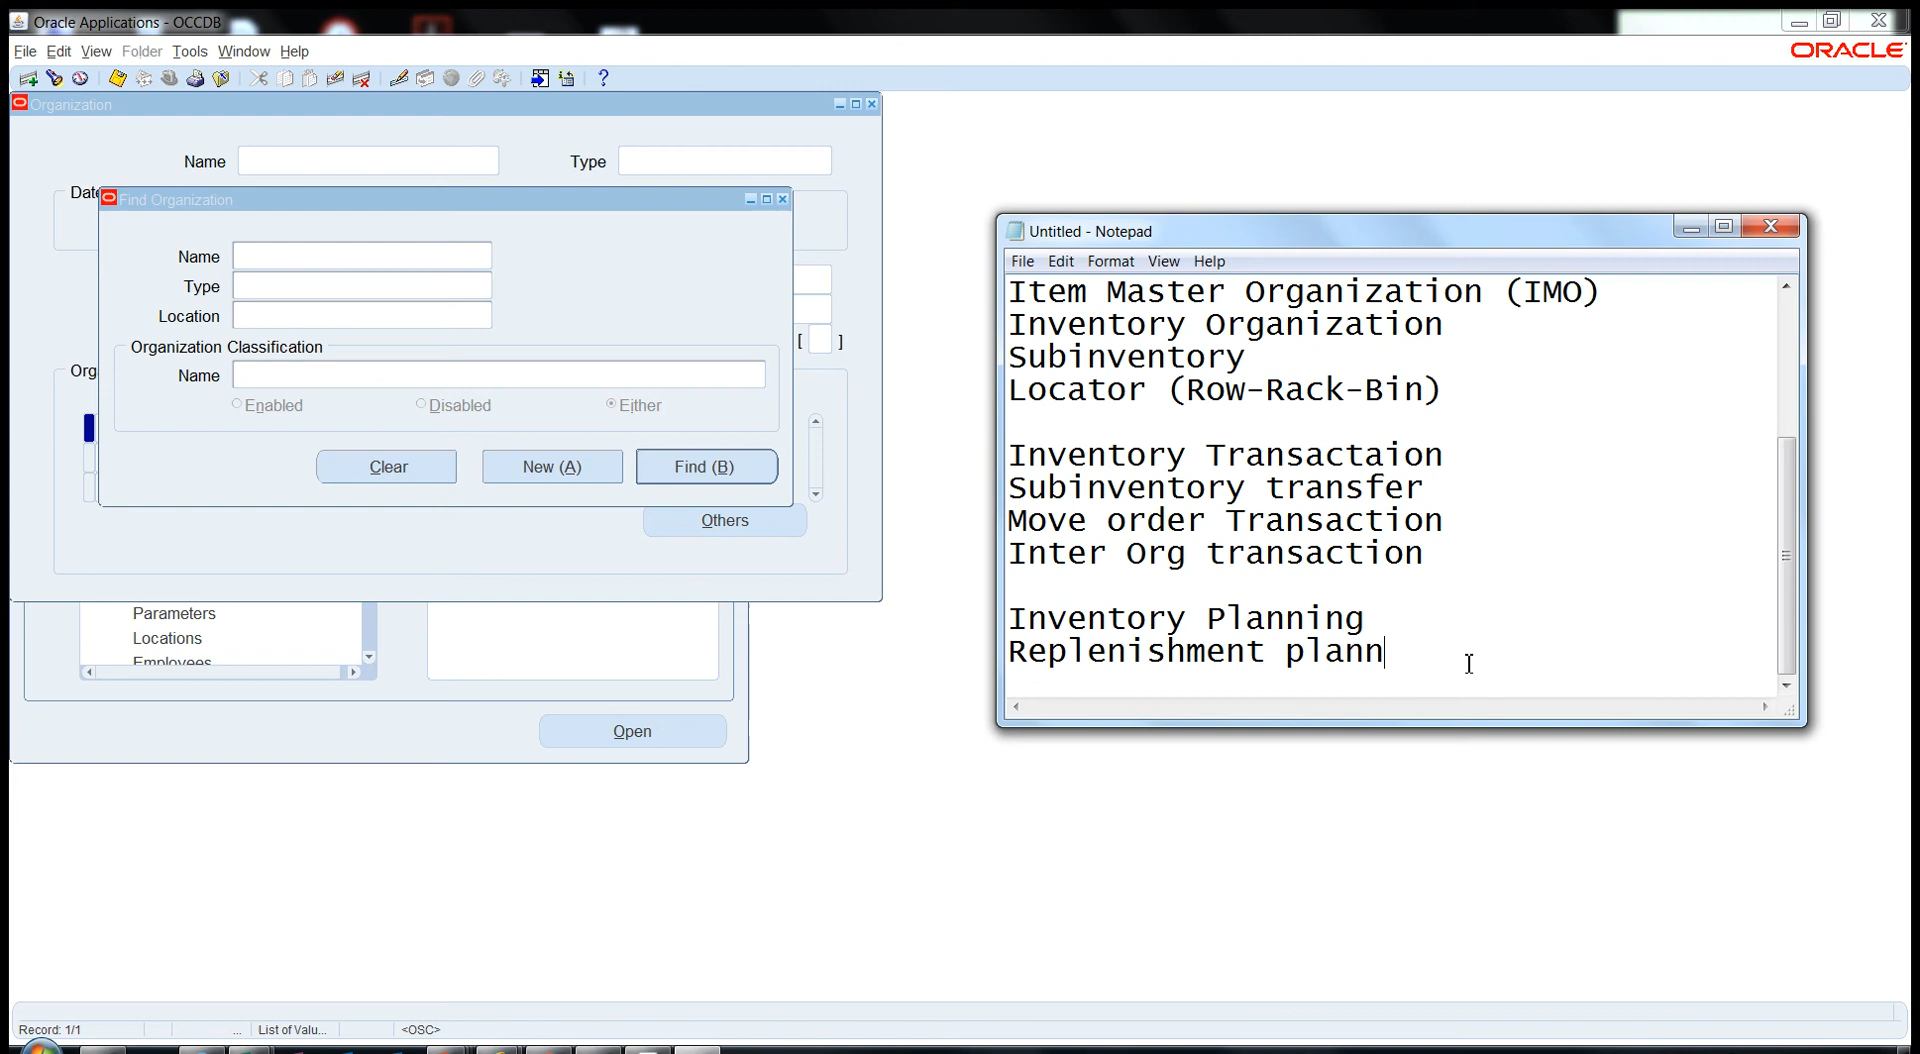 Oracle Applications - OCCDB
File Edit View Folder Tools Window Help
ORACLE
Organization
Name Type
Find Organization
Name
Type
Location
Organization Classification
Name
Enabled Disabled Either
[ ]
Clear New (A) Find (B)
Others
Parameters
Locations
Employees
Open
Untitled - Notepad
File Edit Format View Help
Item Master Organization (IMO)
Inventory Organization
Subinventory
Locator (Row-Rack-Bin)
Inventory Transactaion
Subinventory transfer
Move order Transaction
Inter Org transaction
Inventory Planning
Replenishment plann
Record: 1/1 ... List of Valu... <OSC>